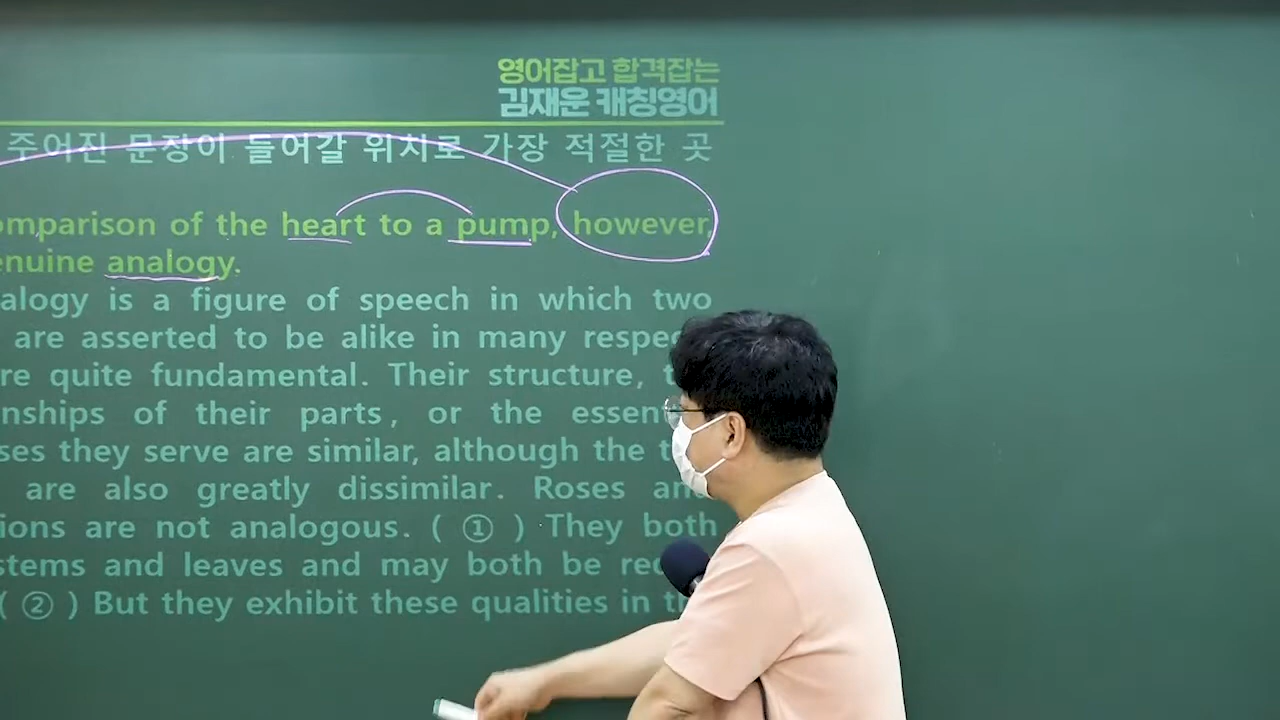 영어잡고 합격잡는
김재운 캐칭영어
주어진 문장이 들어갈 위치로 가장 적절한 곳
omparison of the heart to a pump, however,
enuine analogy.
alogy is a figure of speech in which two
are asserted to be alike in many respe
re quite fundamental. Their structure, t
nships of their parts, or the essen
ses they serve are similar, although the t
are also greatly dissimilar. Roses an
ions are not analogous. ( ① ) They both
stems and leaves and may both be re
( ② ) But they exhibit these qualities in th